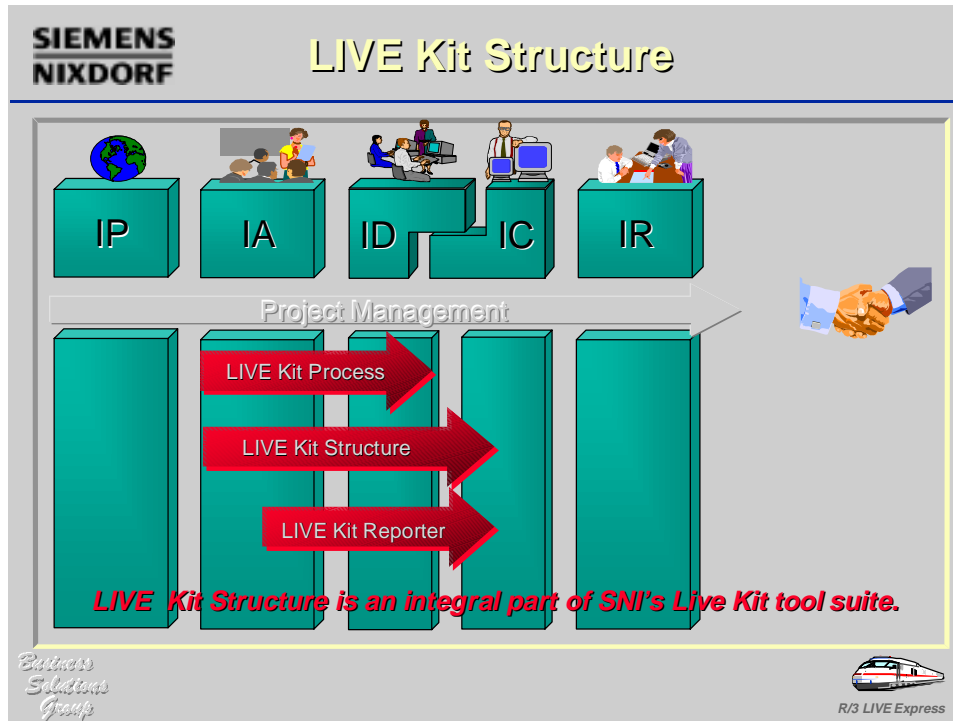 SIEMENS
NIXDORF
LIVE Kit Structure
IP
IA
ID
IC
IR
Project Management
LIVE Kit Process
LIVE Kit Structure
LIVE Kit Reporter
LIVE Kit Structure is an integral part of SNI's Live Kit tool suite.
Business
Solutions
Group
R/3 LIVE Express